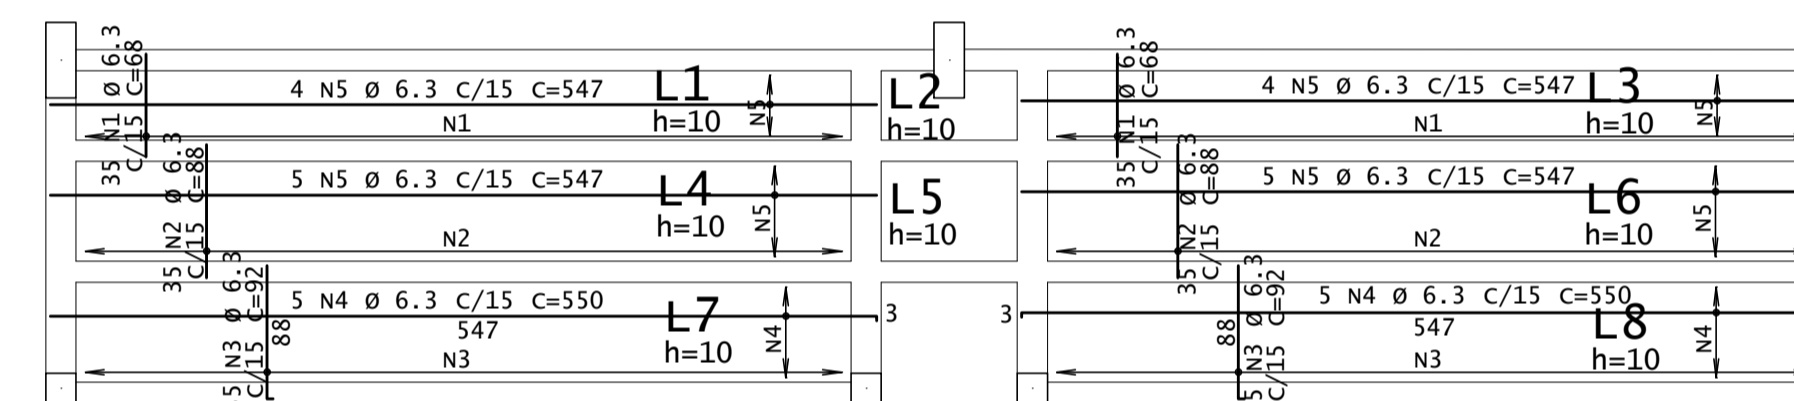 35 N1 Ø 6.3
C/15 C=68
4 N5 Ø 6.3 C/15 C=547
N1
L1
h=10
N5
L2
h=10
35 N1 Ø 6.3
C/15 C=68
4 N5 Ø 6.3 C/15 C=547
N1
L3
h=10
N5
35 N2 Ø 6.3
C/15 C=88
5 N5 Ø 6.3 C/15 C=547
N2
L4
h=10
N5
L5
h=10
35 N2 Ø 6.3
C/15 C=88
5 N5 Ø 6.3 C/15 C=547
N2
L6
h=10
N5
5 N3 Ø 6.3
C/15 C=92
88
5 N4 Ø 6.3 C/15 C=550
547
N3
L7
h=10
N4
3
3
88
5 N3 Ø 6.3
C/15 C=92
5 N4 Ø 6.3 C/15 C=550
547
N3
L8
h=10
N4